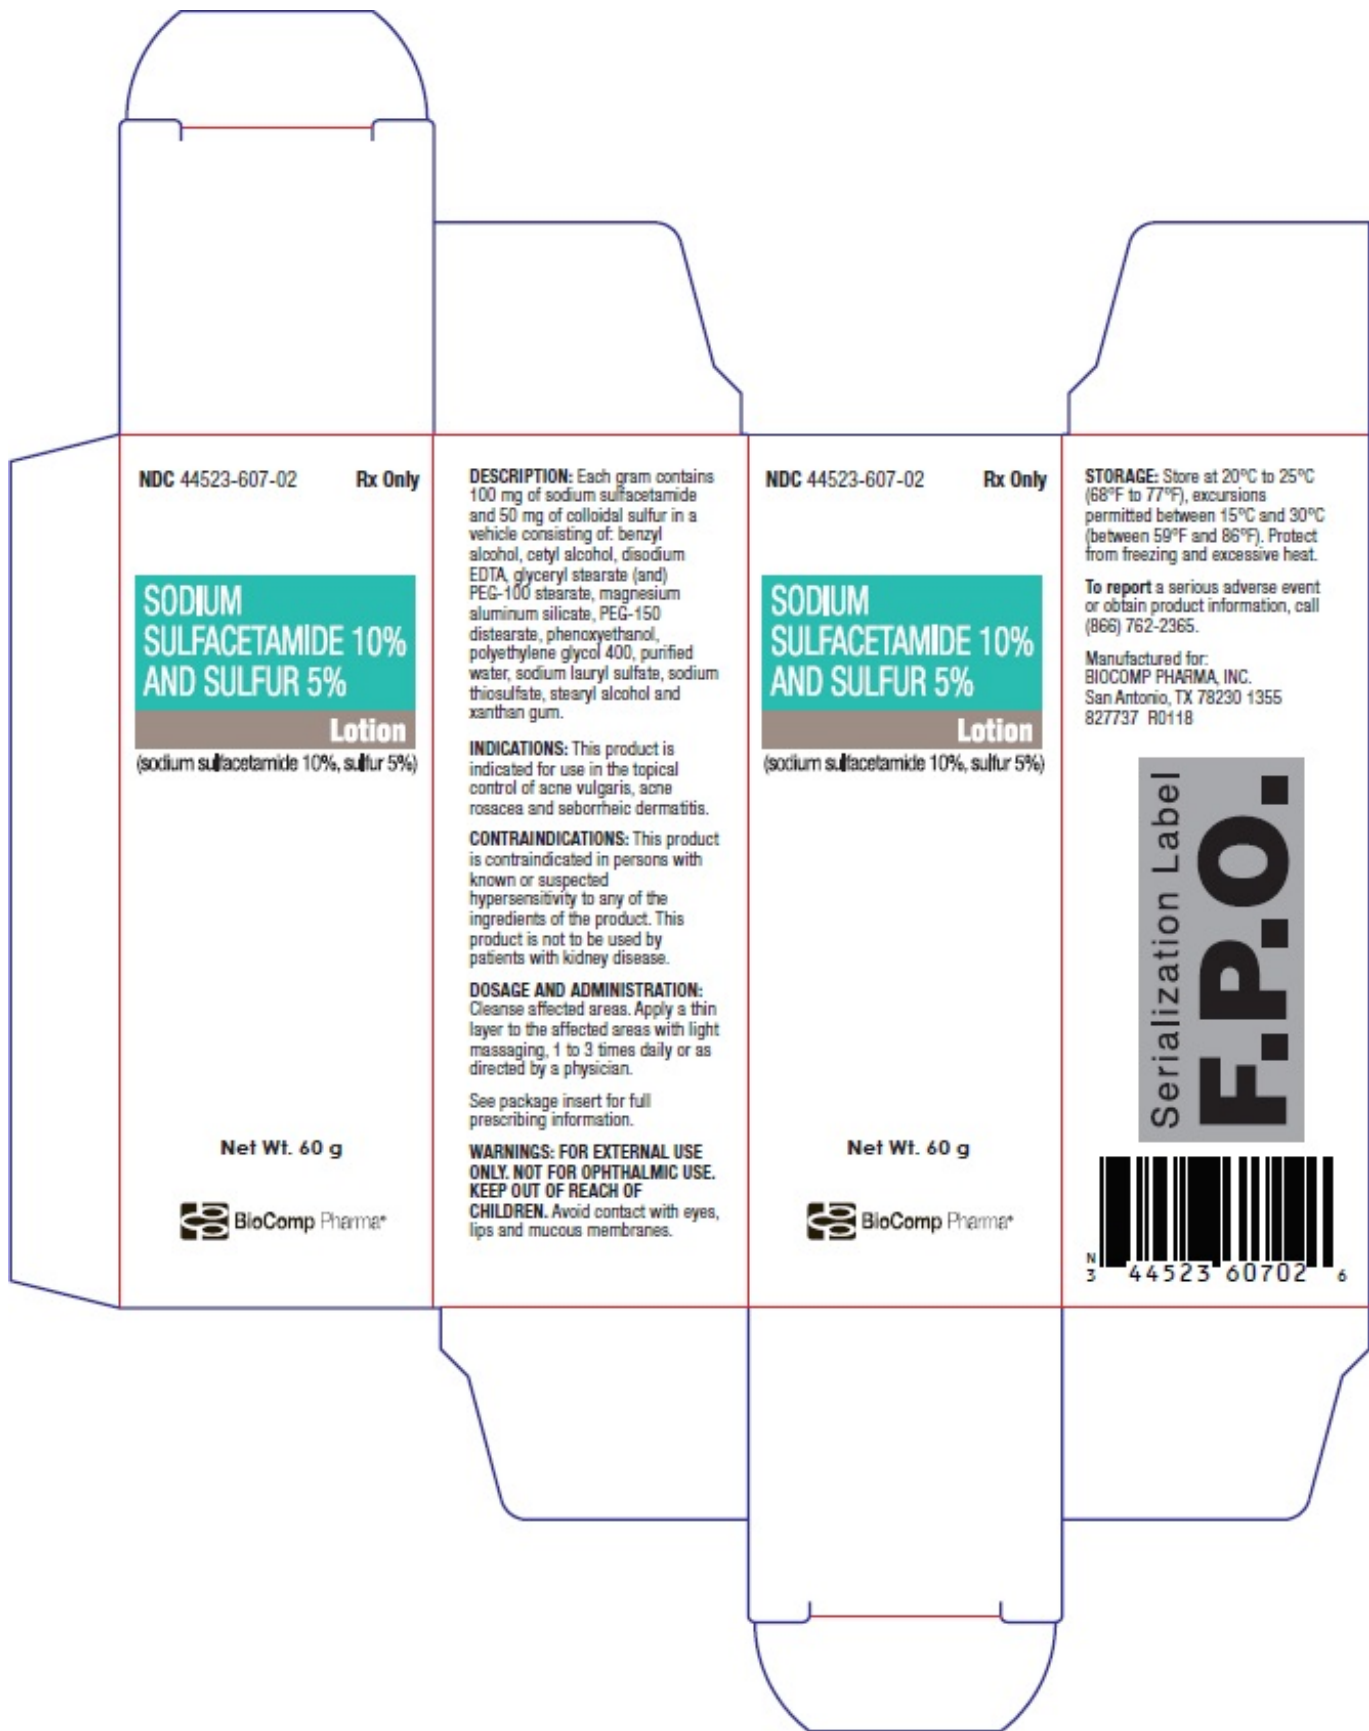 NDC 44523-607-02 Rx Only
SODIUM
SULFACETAMIDE 10%
AND SULFUR 5%
Lotion
(sodium sulfacetamide 10%, sulfur 5%)
Net Wt. 60 g
BioComp Pharma®
DESCRIPTION: Each gram contains
100 mg of sodium sulfacetamide
and 50 mg of colloidal sulfur in a
vehicle consisting of: benzyl
alcohol, cetyl alcohol, disodium
EDTA, glyceryl stearate (and)
PEG-100 stearate, magnesium
aluminum silicate, PEG-150
distearate, phenoxyethanol,
polyethylene glycol 400, purified
water, sodium lauryl sulfate, sodium
thiosulfate, stearyl alcohol and
xanthan gum.
INDICATIONS: This product is
indicated for use in the topical
control of acne vulgaris, acne
rosacea and seborrheic dermatitis.
CONTRAINDICATIONS: This product
is contraindicated in persons with
known or suspected
hypersensitivity to any of the
ingredients of the product. This
product is not to be used by
patients with kidney disease.
DOSAGE AND ADMINISTRATION:
Cleanse affected areas. Apply a thin
layer to the affected areas with light
massaging, 1 to 3 times daily or as
directed by a physician.
See package insert for full
prescribing information.
WARNINGS: FOR EXTERNAL USE
ONLY. NOT FOR OPHTHALMIC USE.
KEEP OUT OF REACH OF
CHILDREN. Avoid contact with eyes,
lips and mucous membranes.
NDC 44523-607-02 Rx Only
SODIUM
SULFACETAMIDE 10%
AND SULFUR 5%
Lotion
(sodium sulfacetamide 10%, sulfur 5%)
Net Wt. 60 g
BioComp Pharma®
STORAGE: Store at 20°C to 25°C
(68°F to 77°F), excursions
permitted between 15°C and 30°C
(between 59°F and 86°F). Protect
from freezing and excessive heat.
To report a serious adverse event
or obtain product information, call
(866) 762-2365.
Manufactured for:
BIOCOMP PHARMA, INC.
San Antonio, TX 78230 1355
827737 R0118
Serialization Label
F.P.O.
N
3 44523 60702 6